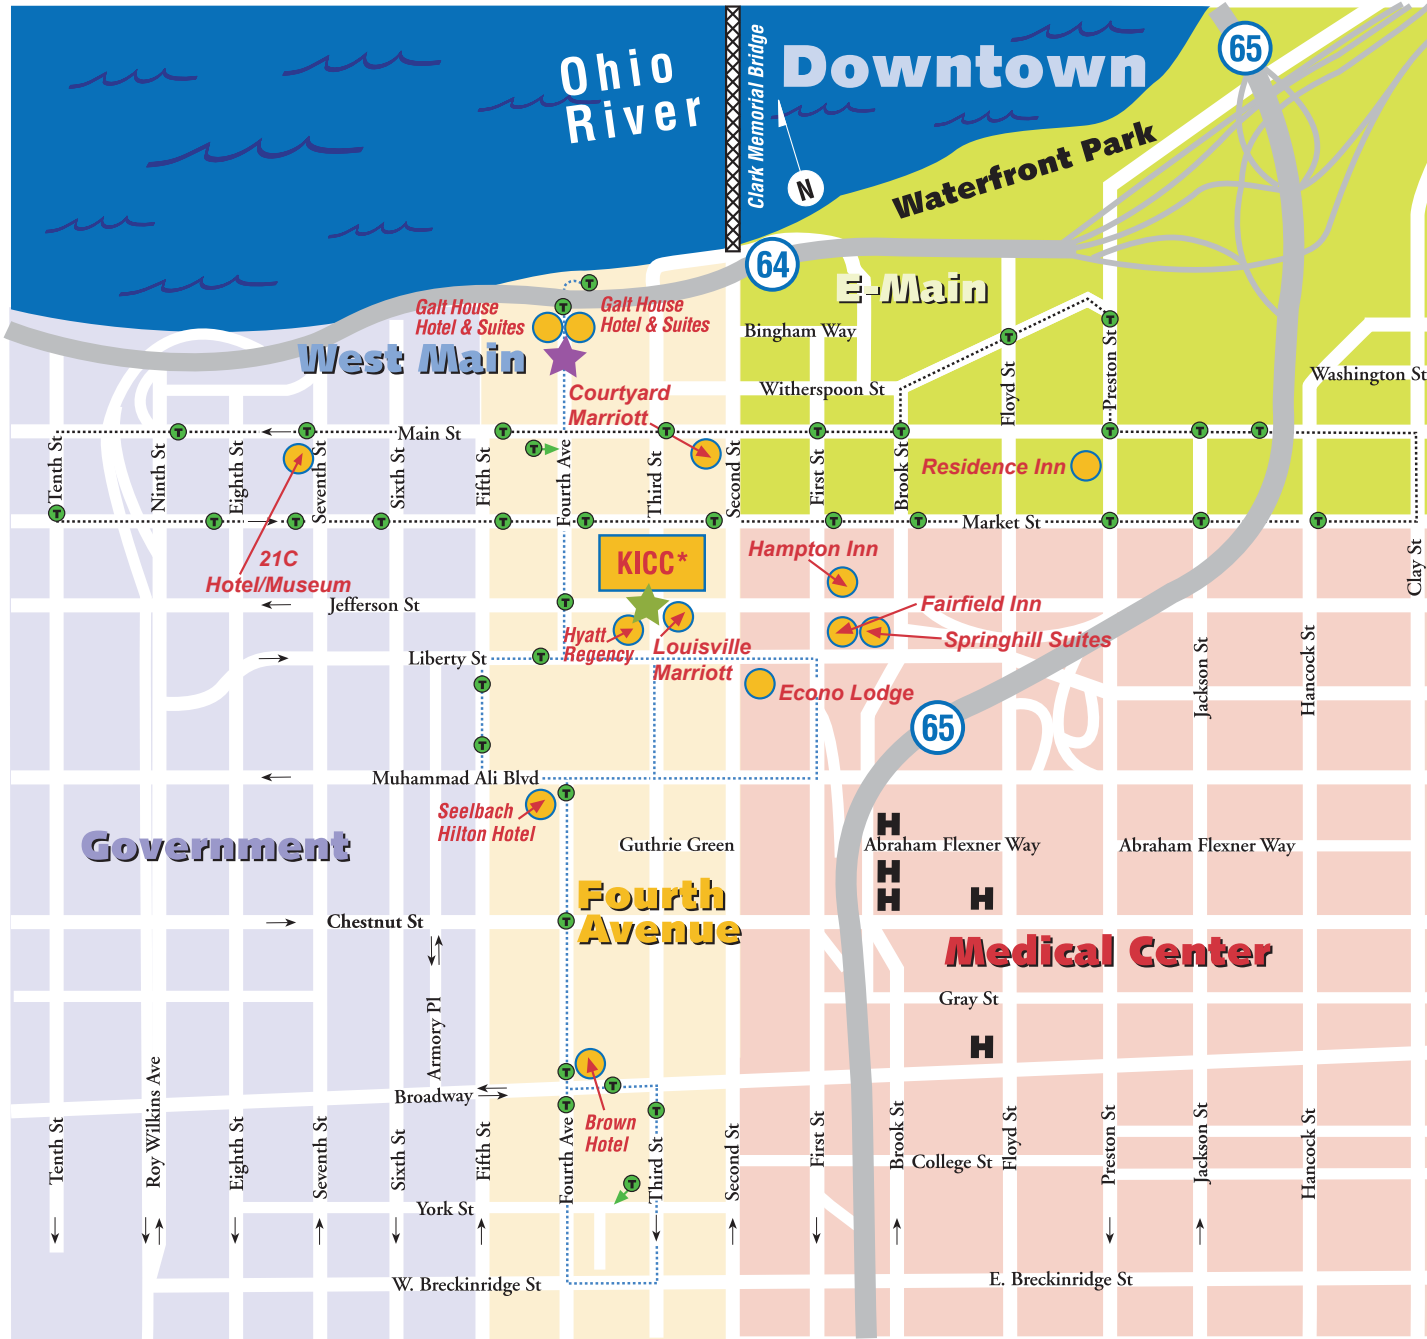 Ohio
River
Clark Memorial Bridge
Downtown
65
N
Waterfront Park
64
E-Main
T
Galt House
Hotel & Suites
T
Galt House
Hotel & Suites
West Main
Bingham Way
T
T
Floyd St
Preston St
Washington St
Witherspoon St
Courtyard
Marriott
T
T
Main St
T
T
T
T
T
T
T
T
Tenth St
Ninth St
Eighth St
Seventh St
Sixth St
Fifth St
Fourth Ave
Third St
Second St
First St
Brook St
Residence Inn
T
T
T
T
T
T
T
T
T
Market St
T
T
T
21C
Hotel/Museum
KICC*
Hampton Inn
Clay St
Jefferson St
T
Fairfield Inn
Hyatt
Regency
Louisville
Marriott
Springhill Suites
Liberty St
T
Jackson St
Hancock St
T
Econo Lodge
65
T
Muhammad Ali Blvd
T
Seelbach
Hilton Hotel
H
Government
Guthrie Green
Abraham Flexner Way
Abraham Flexner Way
H
H
H
Fourth
Avenue
Chestnut St
T
Medical Center
Gray St
Armory Pl
H
T
T
Broadway
T
T
Brown
Hotel
Tenth St
Roy Wilkins Ave
Eighth St
Seventh St
Sixth St
Fifth St
Fourth Ave
Third St
Second St
First St
Brook St
College St
Floyd St
Preston St
Jackson St
Hancock St
T
York St
W. Breckinridge St
E. Breckinridge St